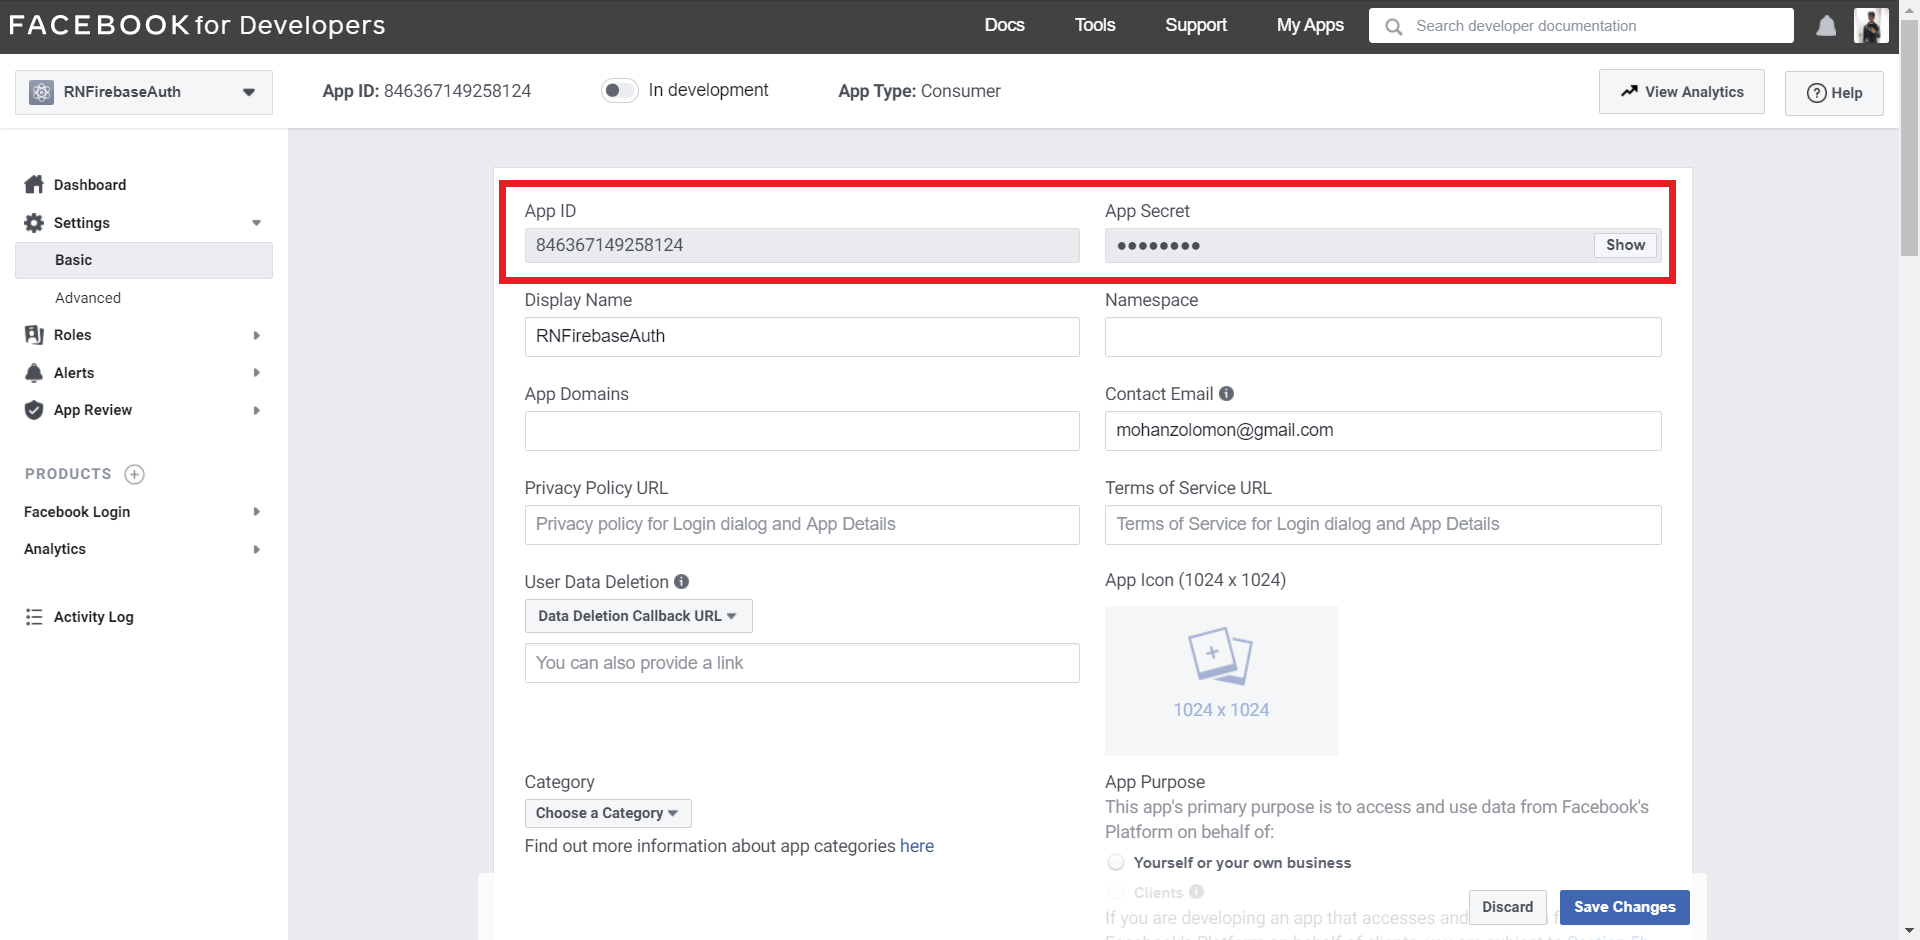 FACEBOOK for Developers
Docs
Tools
Support
My Apps
Search developer documentation
RNFirebaseAuth
App ID: 846367149258124
In development
App Type: Consumer
View Analytics
Help
Dashboard
Settings
Basic
Advanced
Roles
Alerts
App Review
PRODUCTS
Facebook Login
Analytics
Activity Log
App ID
846367149258124
App Secret
••••••••
Show
Display Name
RNFirebaseAuth
Namespace
App Domains
Contact Email
mohanzolomon@gmail.com
Privacy Policy URL
Privacy policy for Login dialog and App Details
Terms of Service URL
Terms of Service for Login dialog and App Details
User Data Deletion
Data Deletion Callback URL
You can also provide a link
App Icon (1024 x 1024)
1024 x 1024
Category
Choose a Category
Find out more information about app categories here
App Purpose
This app's primary purpose is to access and use data from Facebook's
Platform on behalf of:
Yourself or your own business
Clients
If you are developing an app that accesses and
Discard
Save Changes